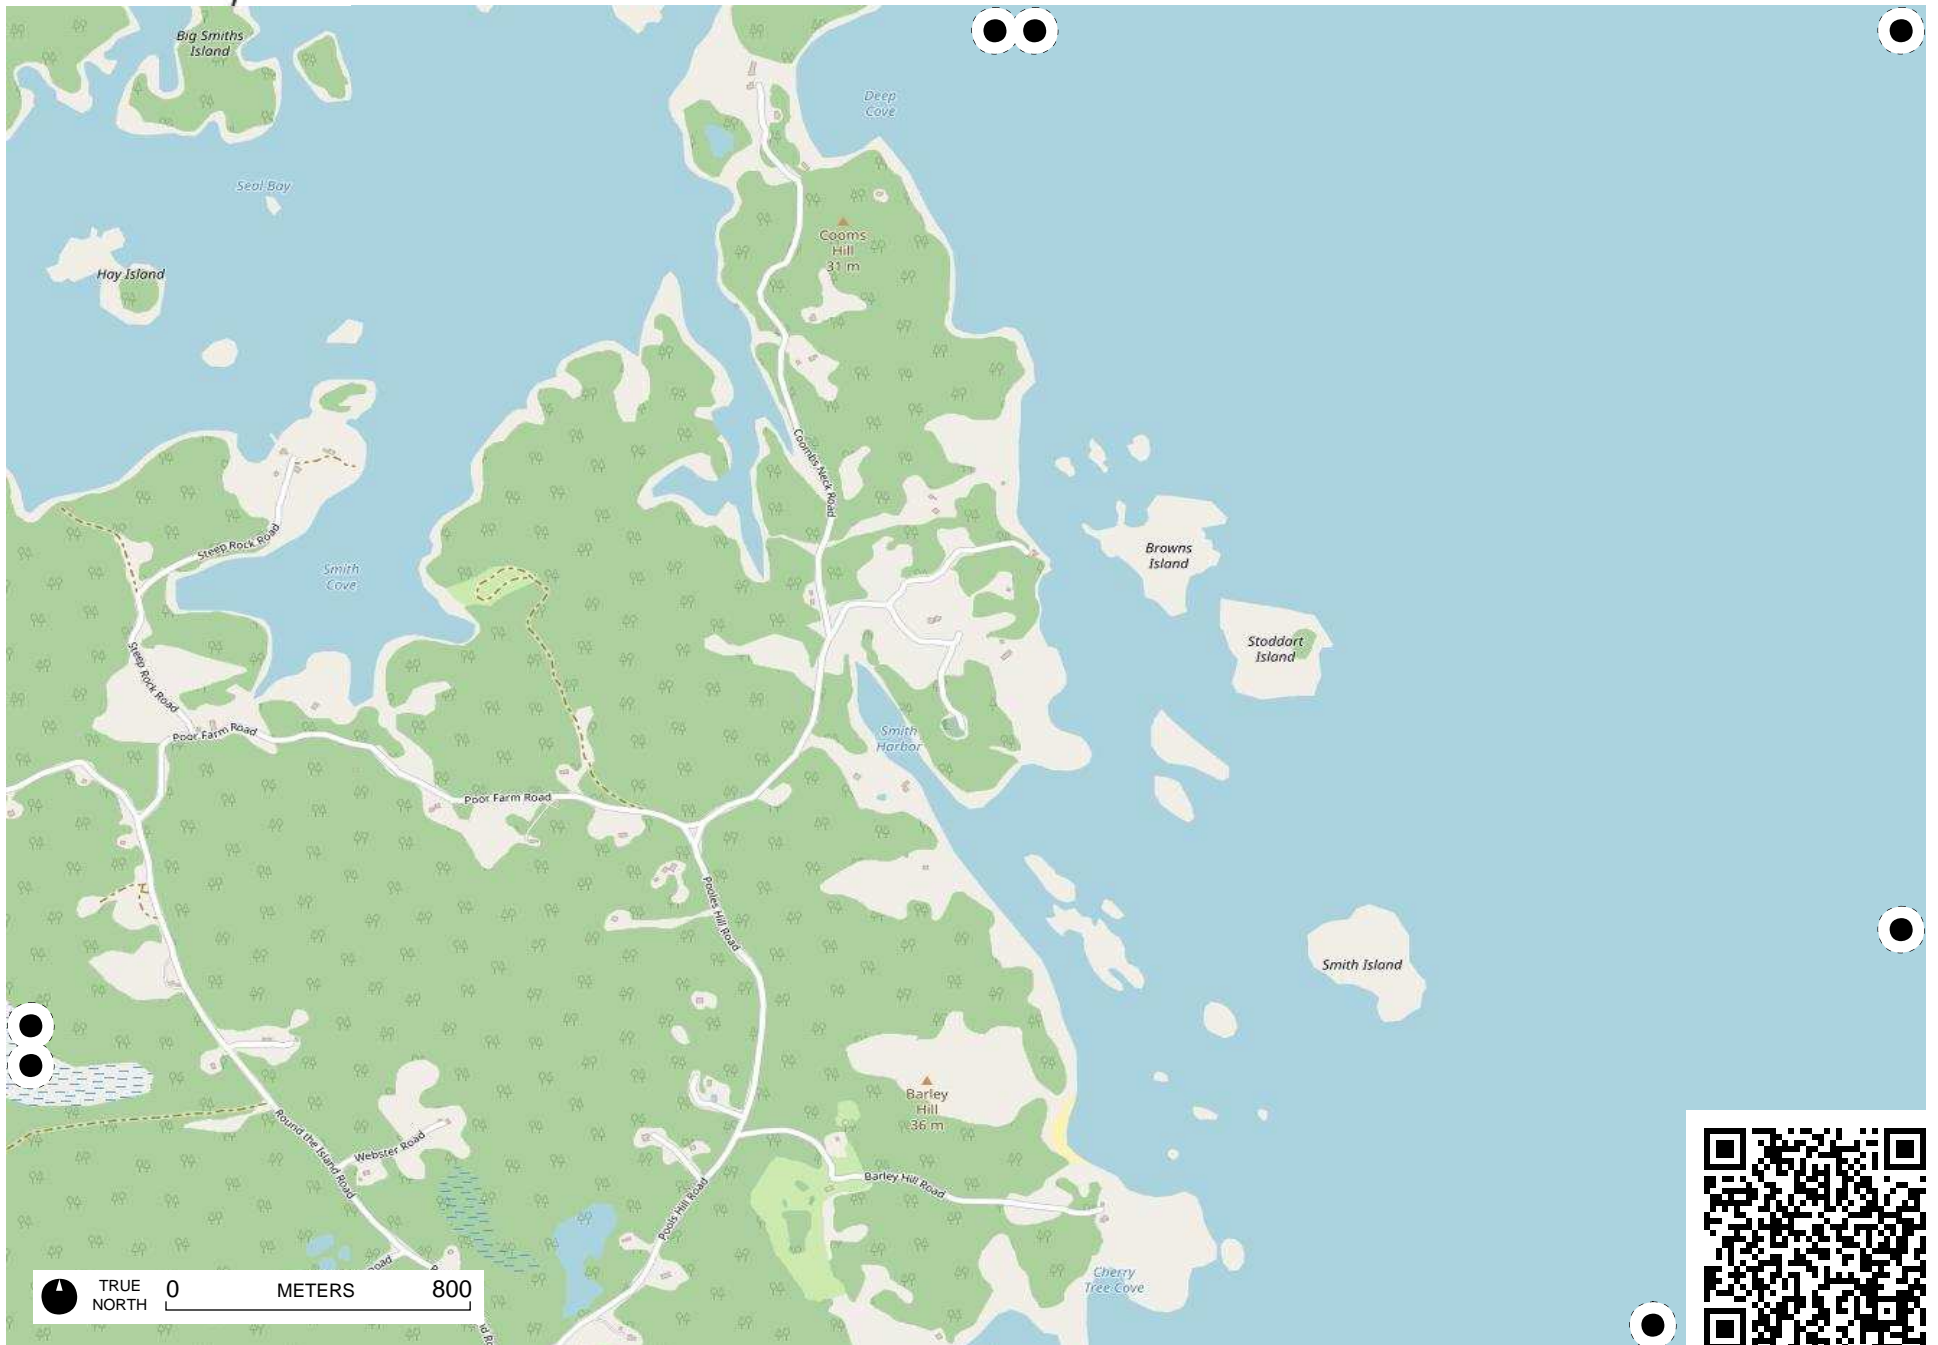 Big Smiths
Island
Deep
Cove
Seal Bay
Cooms
Hill
31 m
Hay Island
Coombs Neck Road
Steep Rock Road
Browns
Island
Smith
Cove
Stoddart
Island
Steep Rock Road
Poor Farm Road
Smith
Harbor
Poor Farm Road
Pooles Hill Road
Smith Island
Barley
Hill
36 m
Round the Island Road
Webster Road
Barley Hill Road
Pools Hill Road
oad
Cherry
Tree Cove
TRUE
NORTH
0 METERS 800